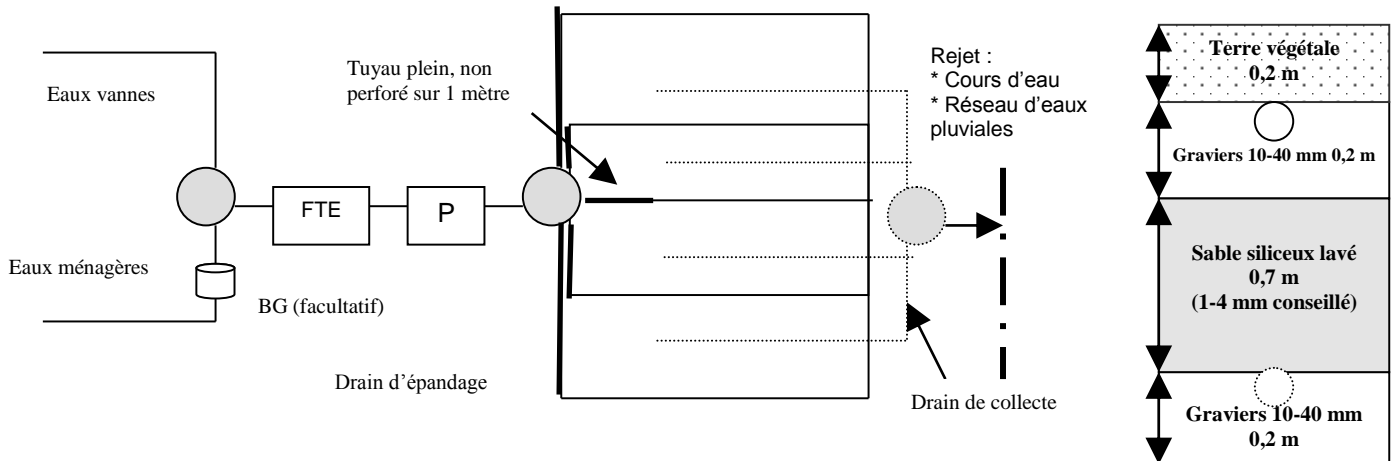 Eaux vannes
Eaux ménagères
BG (facultatif)
FTE
P
Tuyau plein, non
perforé sur 1 mètre
Drain d’épandage
Rejet :
* Cours d’eau
* Réseau d’eaux
pluviales
Drain de collecte
Terre végétale
0,2 m
Graviers 10-40 mm 0,2 m
Sable siliceux lavé
0,7 m
(1-4 mm conseillé)
Graviers 10-40 mm
0,2 m